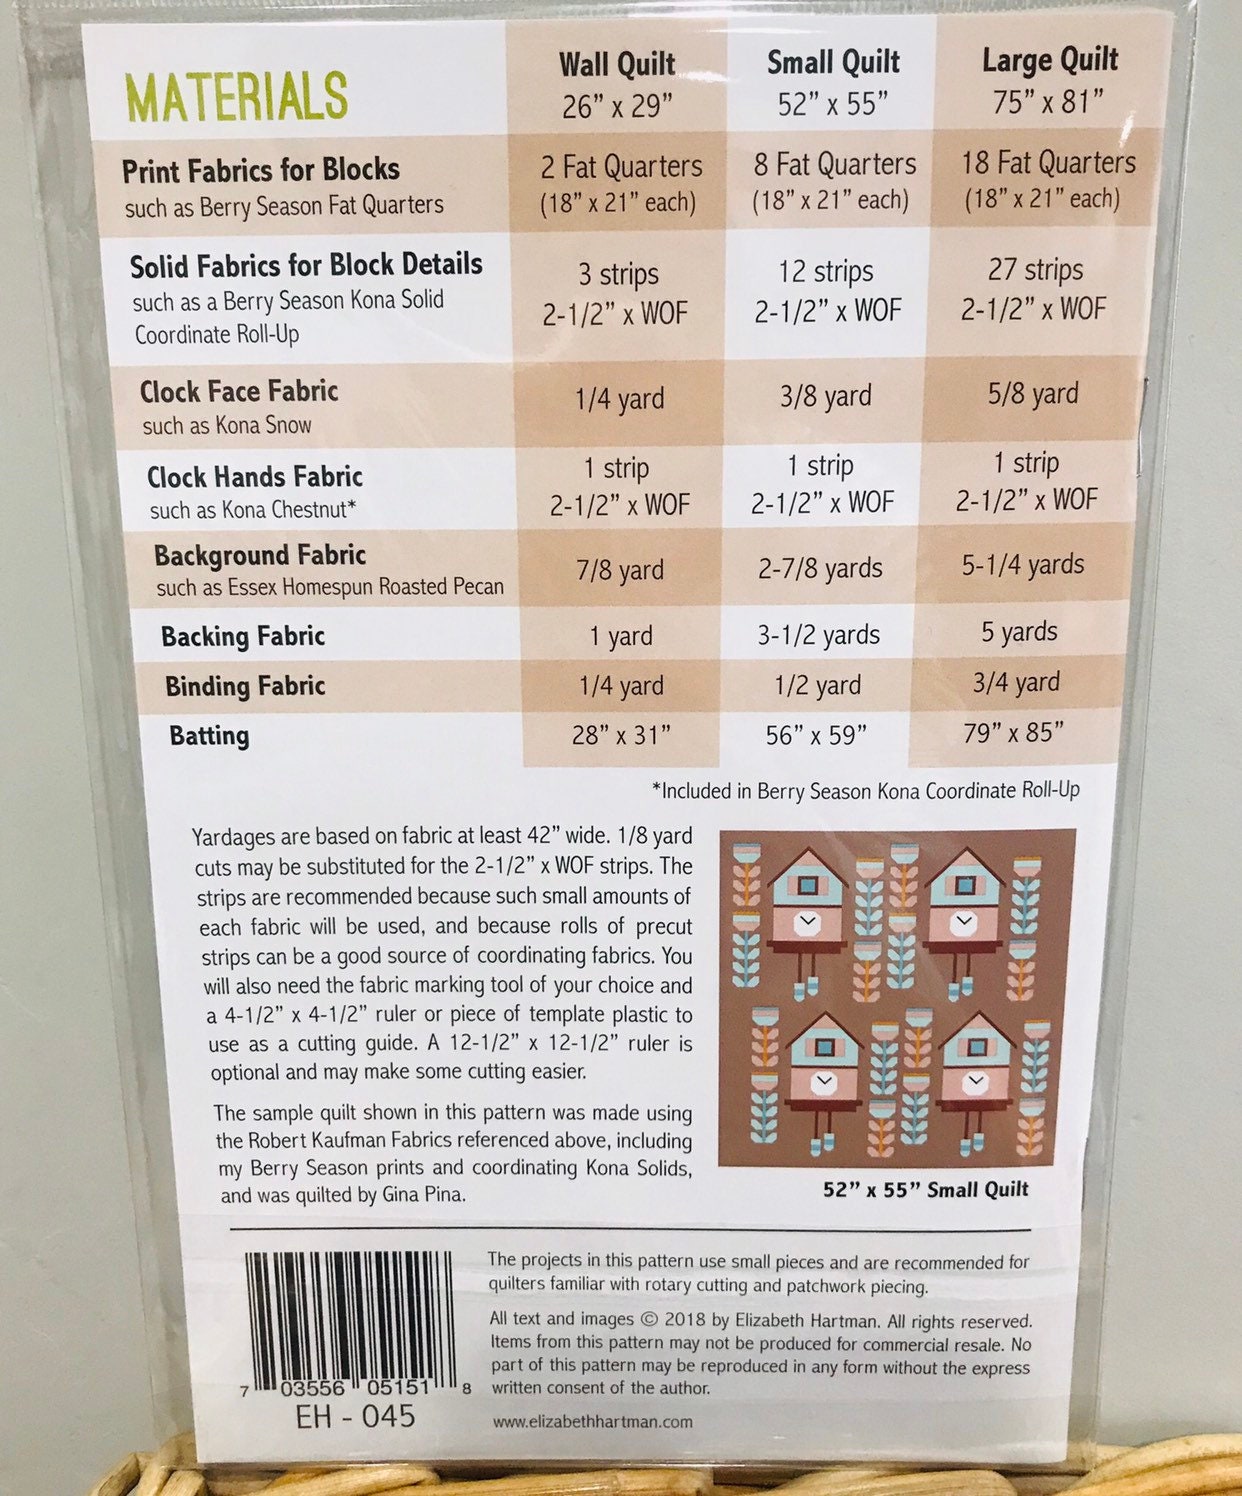 MATERIALS
Wall Quilt
26” x 29”
Small Quilt
52” x 55”
Large Quilt
75” x 81”
Print Fabrics for Blocks
such as Berry Season Fat Quarters
2 Fat Quarters
(18” x 21” each)
8 Fat Quarters
(18” x 21” each)
18 Fat Quarters
(18” x 21” each)
Solid Fabrics for Block Details
such as a Berry Season Kona Solid
Coordinate Roll-Up
3 strips
2-1/2” x WOF
12 strips
2-1/2” x WOF
27 strips
2-1/2” x WOF
Clock Face Fabric
such as Kona Snow
1/4 yard
3/8 yard
5/8 yard
Clock Hands Fabric
such as Kona Chestnut*
1 strip
2-1/2” x WOF
1 strip
2-1/2” x WOF
1 strip
2-1/2” x WOF
Background Fabric
such as Essex Homespun Roasted Pecan
7/8 yard
2-7/8 yards
5-1/4 yards
Backing Fabric
1 yard
3-1/2 yards
5 yards
Binding Fabric
1/4 yard
1/2 yard
3/4 yard
Batting
28” x 31”
56” x 59”
79” x 85”
*Included in Berry Season Kona Coordinate Roll-Up
Yardages are based on fabric at least 42” wide. 1/8 yard
cuts may be substituted for the 2-1/2” x WOF strips. The
strips are recommended because such small amounts of
each fabric will be used, and because rolls of precut
strips can be a good source of coordinating fabrics. You
will also need the fabric marking tool of your choice and
a 4-1/2” x 4-1/2” ruler or piece of template plastic to
use as a cutting guide. A 12-1/2” x 12-1/2” ruler is
optional and may make some cutting easier.
The sample quilt shown in this pattern was made using
the Robert Kaufman Fabrics referenced above, including
my Berry Season prints and coordinating Kona Solids,
and was quilted by Gina Pina.
52” x 55” Small Quilt
7 03556 05151 8
EH - 045
The projects in this pattern use small pieces and are recommended for
quilters familiar with rotary cutting and patchwork piecing.
All text and images © 2018 by Elizabeth Hartman. All rights reserved.
Items from this pattern may not be produced for commercial resale. No
part of this pattern may be reproduced in any form without the express
written consent of the author.
www.elizabethhartman.com